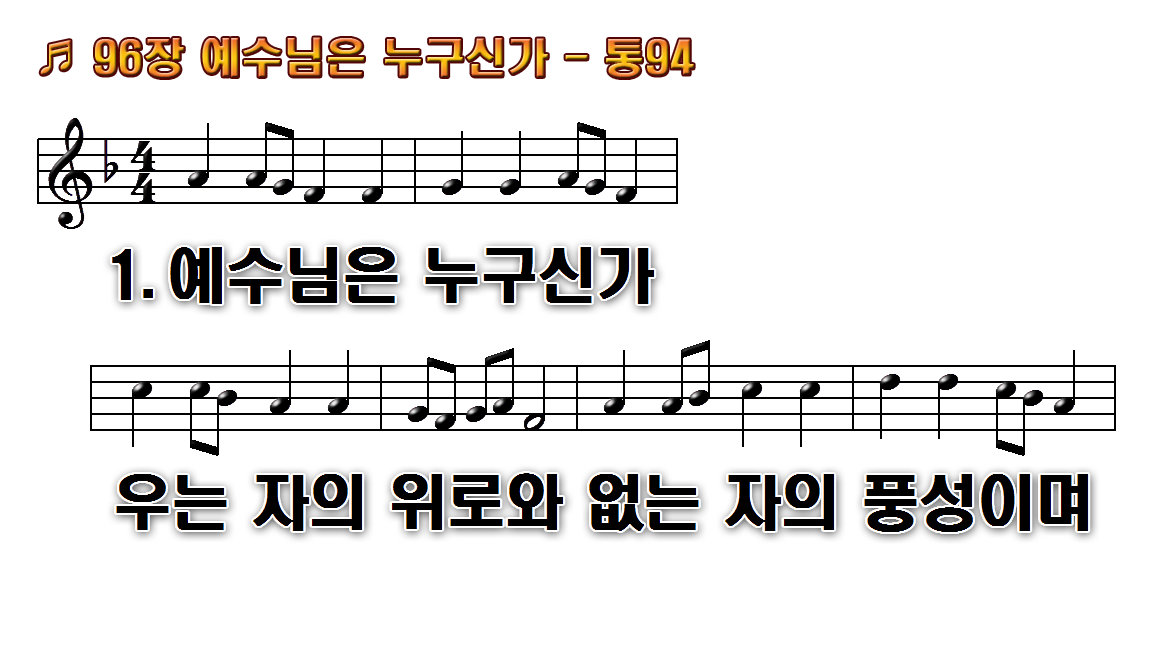 ♬ 96장 예수님은 누구신가 - 통94
4
4
1. 예수님은 누구신가
우는 자의 위로와 없는 자의 풍성이며